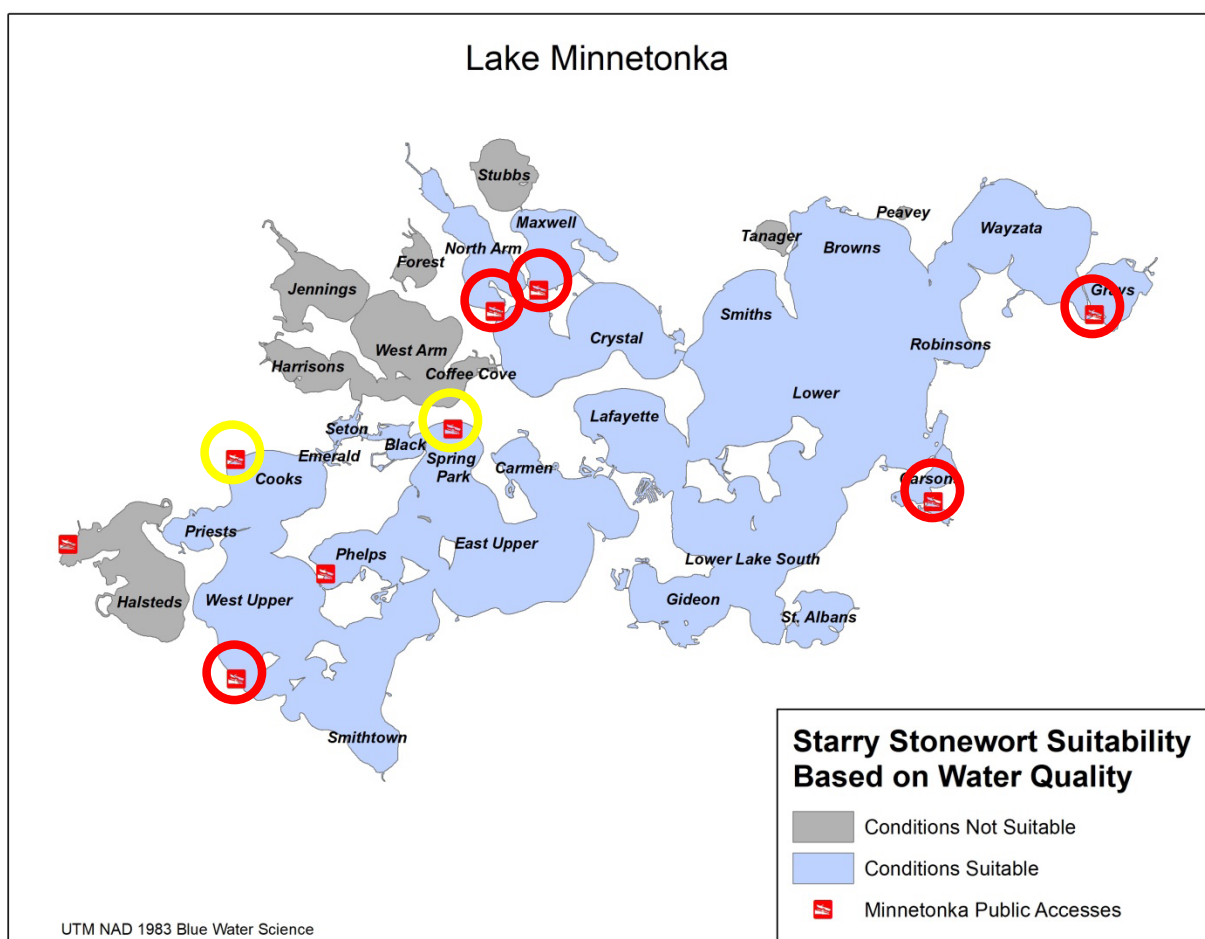 Lake Minnetonka
Stubbs
Maxwell
Peavey
Wayzata
Tanager
Browns
North Arm
Forest
Jennings
Grays
Smiths
Crystal
Robinsons
West Arm
Harrisons
Coffee Cove
Lower
Lafayette
Seton
Black
Emerald
Spring
Park
Carmen
Cooks
Carsons
Priests
East Upper
Phelps
Lower Lake South
Halsteds
West Upper
Gideon
St. Albans
Smithtown
Starry Stonewort Suitability
Based on Water Quality
Conditions Not Suitable
Conditions Suitable
Minnetonka Public Accesses
UTM NAD 1983 Blue Water Science